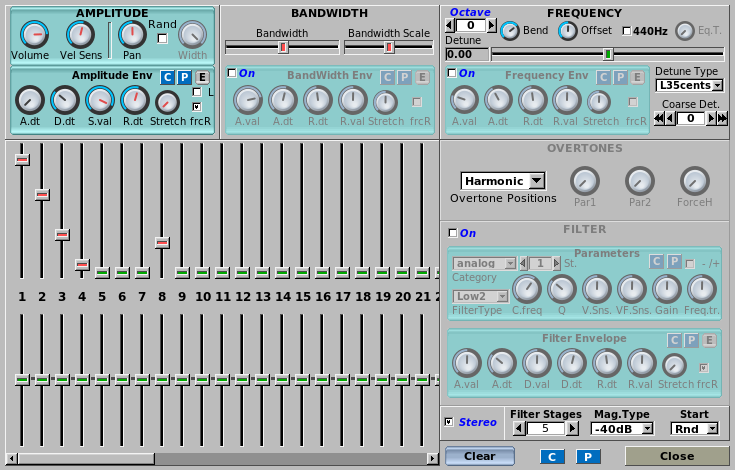 AMPLITUDE
Rand
Volume Vel Sens Pan Width
Amplitude Env C P E
L
A.dt D.dt S.val R.dt Stretch frcR
BANDWIDTH
Bandwidth Bandwidth Scale
On BandWidth Env C P E
A.val A.dt R.dt R.val Stretch frcR
Octave FREQUENCY
0 Bend Offset 440Hz Eq.T.
Detune
0.00
On Frequency Env C P E
A.val A.dt R.dt R.val Stretch frcR
Detune Type
L35cents
Coarse Det.
0
1 2 3 4 5 6 7 8 9 10 11 12 13 14 15 16 17 18 19 20 21
OVERTONES
Harmonic
Overtone Positions
Par1 Par2 ForceH
On FILTER
Parameters
analog 1 St. C P - /+
Category
Low2
FilterType C.freq Q V.Sns. VF.Sns. Gain Freq.tr.
Filter Envelope C P E
A.val A.dt D.val D.dt R.dt R.val Stretch frcR
Stereo
Filter Stages Mag.Type Start
5 -40dB Rnd
Clear C P Close